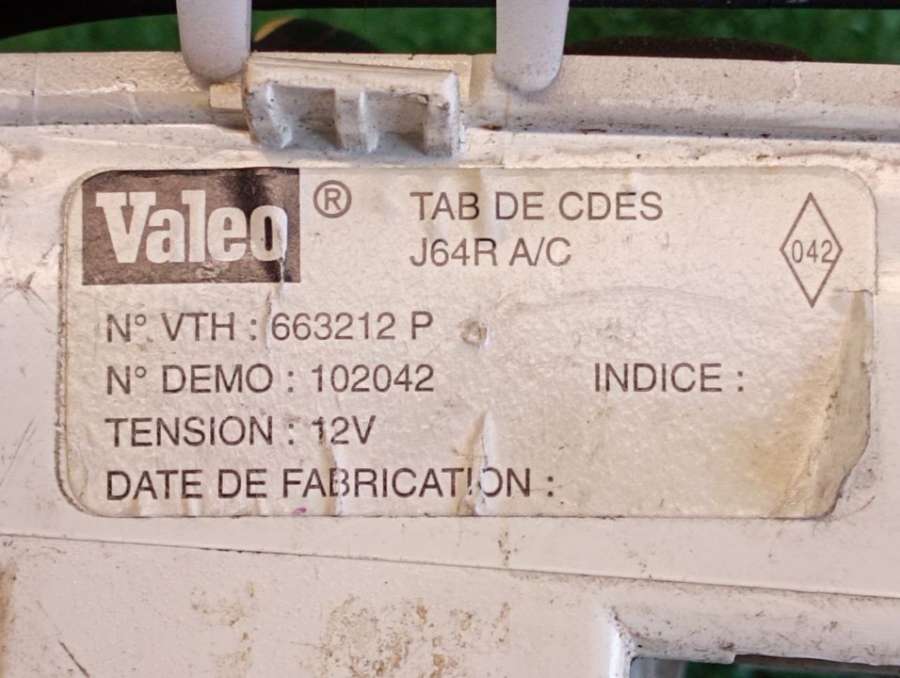 Valeo ®
TAB DE CDES
J64R A/C
042
N° VTH : 663212 P
N° DEMO : 102042
INDICE :
TENSION : 12V
DATE DE FABRICATION :